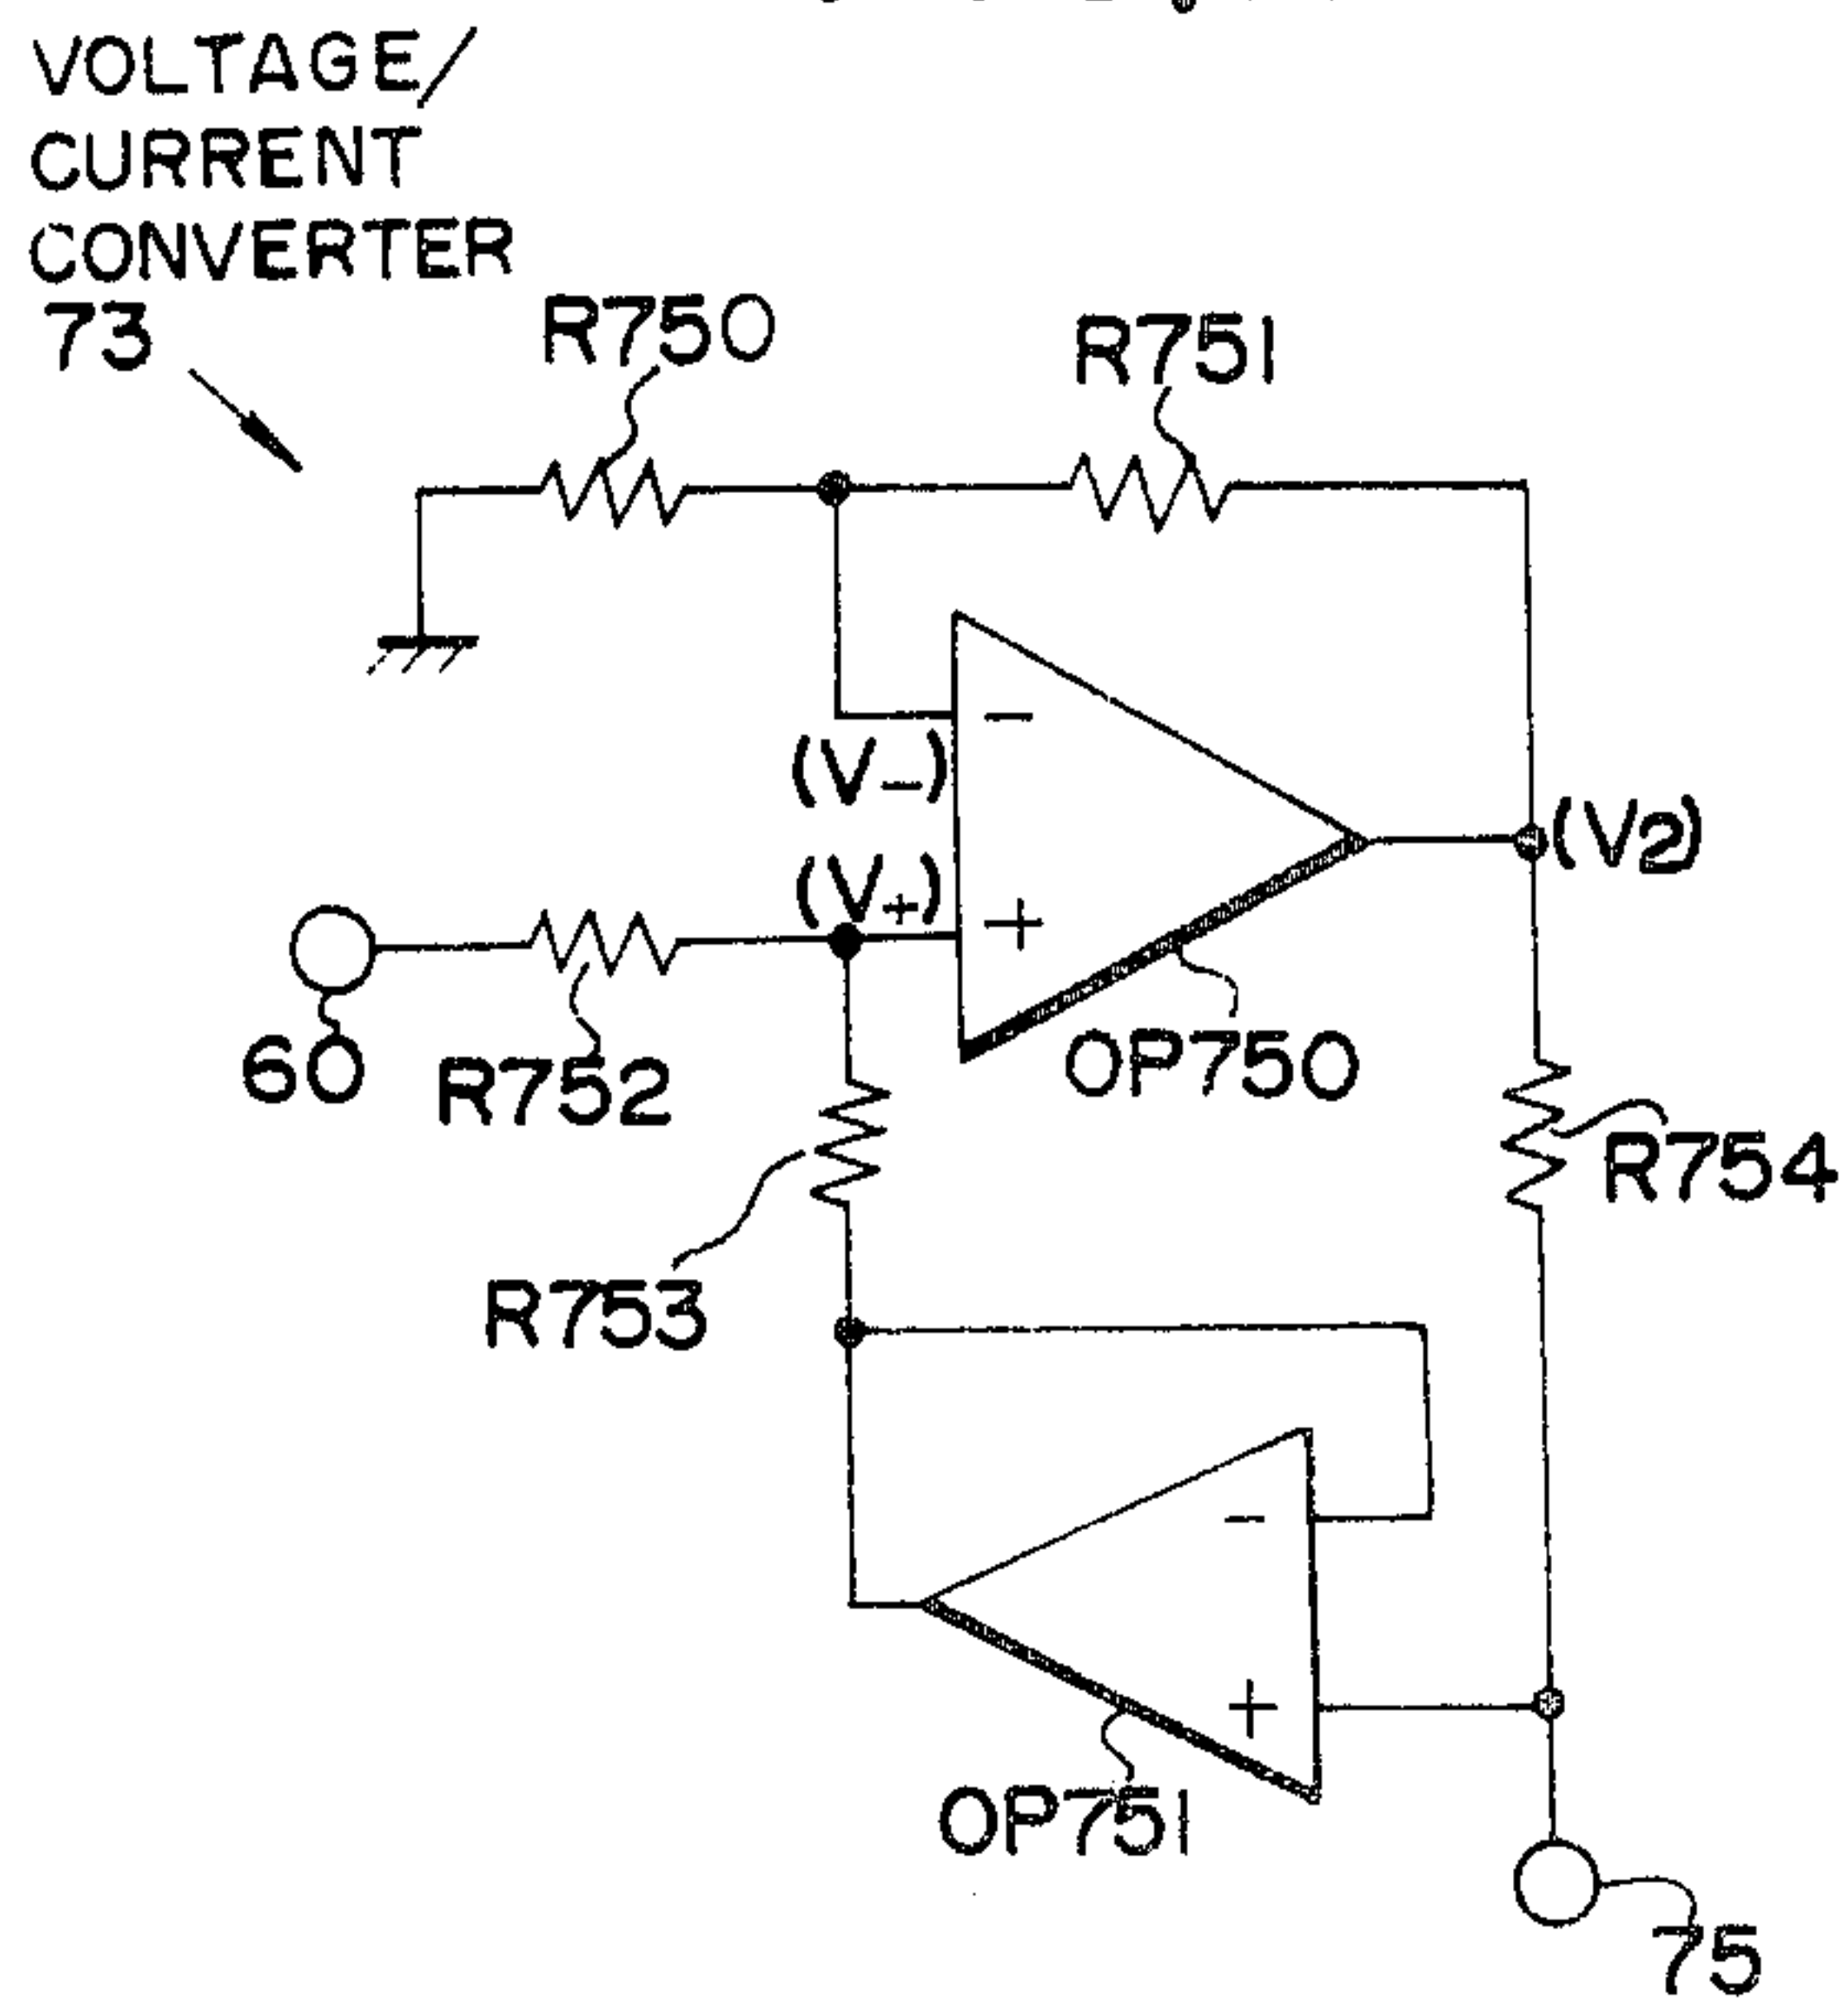 VOLTAGE/
CURRENT
CONVERTER
73
R750
R751
-
(V-)
(V2)
(V+)
+
60
R752
OP750
R754
R753
-
+
OP751
75